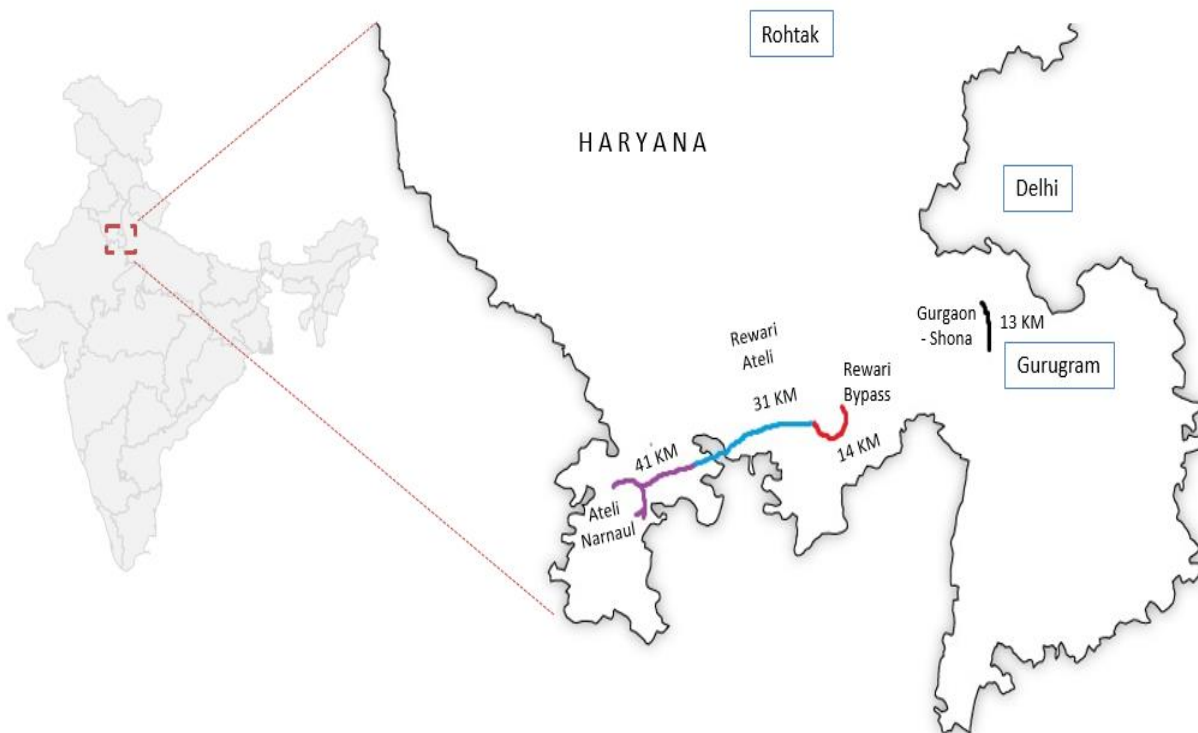 Rohtak
HARYANA
Delhi
Gurgaon
- Shona
13 KM
Gurugram
Rewari
Ateli
31 KM
Rewari
Bypass
14 KM
41 KM
Ateli
Narnaul